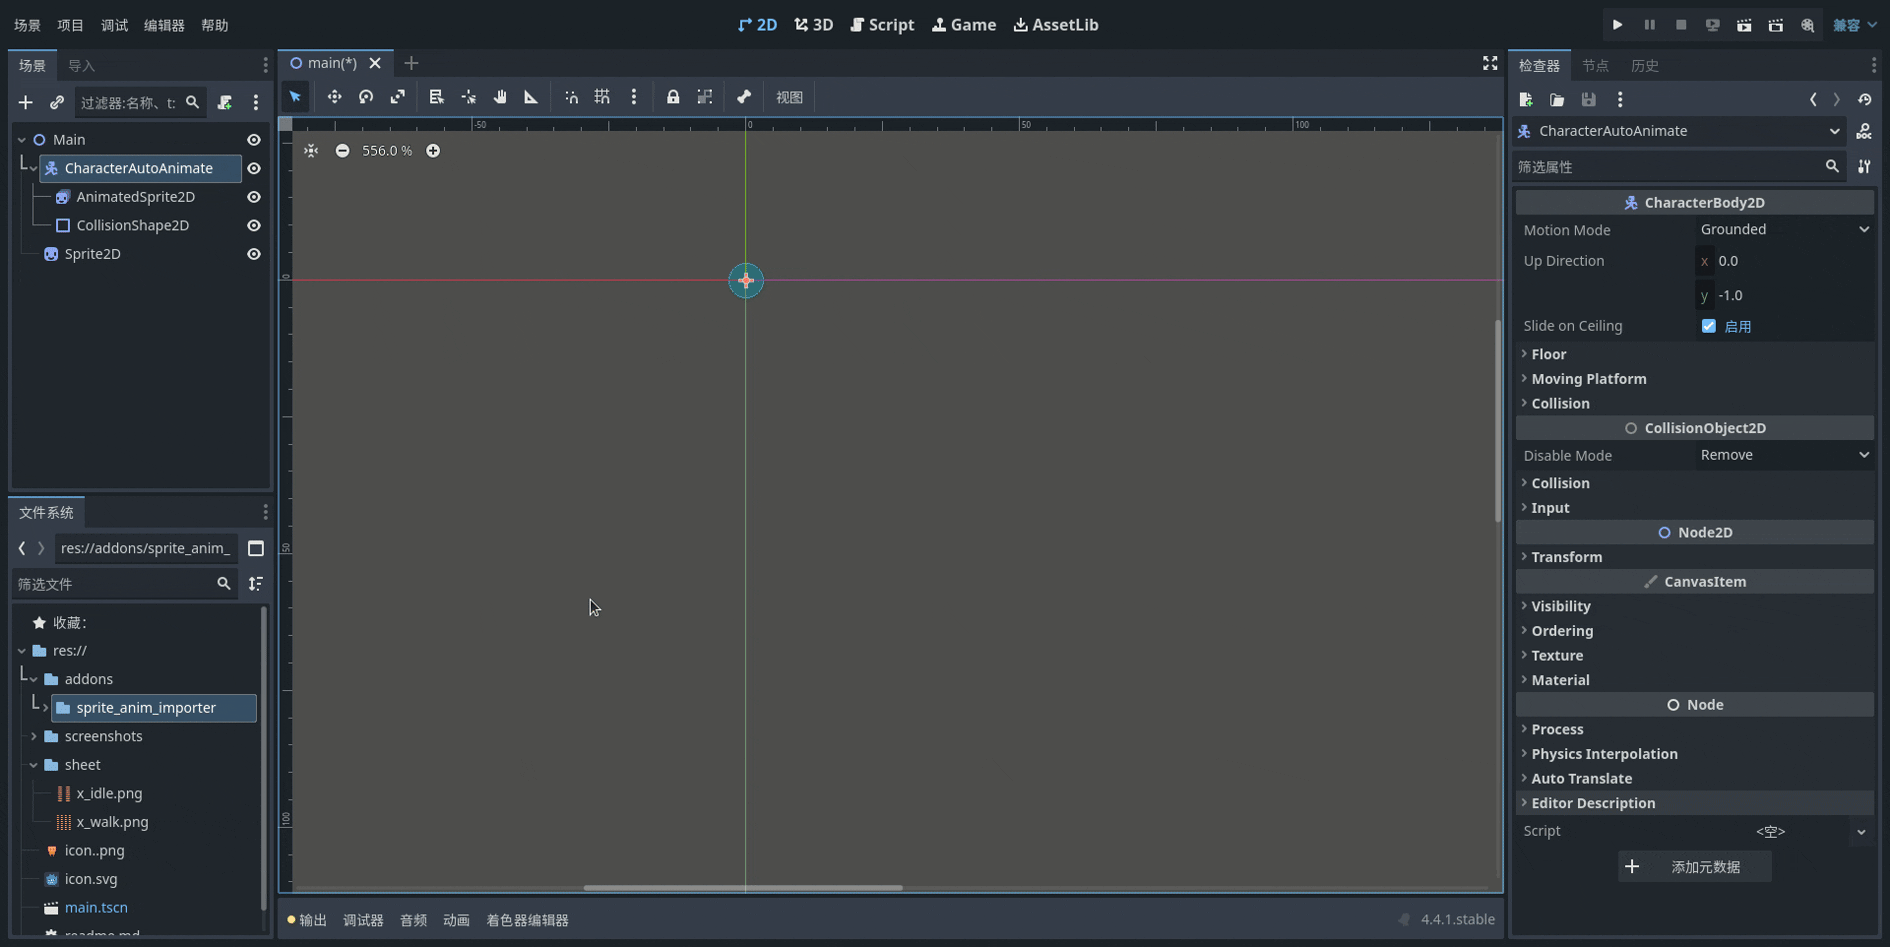 场景 项目 调试 编辑器 帮助
2D 3D Script Game AssetLib
兼容
场景 导入
过滤器:名称、t:
Main
CharacterAutoAnimate
AnimatedSprite2D
CollisionShape2D
Sprite2D
文件系统
res://addons/sprite_anim_
筛选文件
收藏:
res://
addons
sprite_anim_importer
screenshots
sheet
x_idle.png
x_walk.png
icon..png
icon.svg
main.tscn
readme.md
main(*)
视图
-50 0 50 100
556.0 %
0
50
100
输出 调试器 音频 动画 着色器编辑器
4.4.1.stable
检查器 节点 历史
CharacterAutoAnimate
筛选属性
CharacterBody2D
Motion Mode Grounded
Up Direction x 0.0
y -1.0
Slide on Ceiling 启用
Floor
Moving Platform
Collision
CollisionObject2D
Disable Mode Remove
Collision
Input
Node2D
Transform
CanvasItem
Visibility
Ordering
Texture
Material
Node
Process
Physics Interpolation
Auto Translate
Editor Description
Script <空>
添加元数据